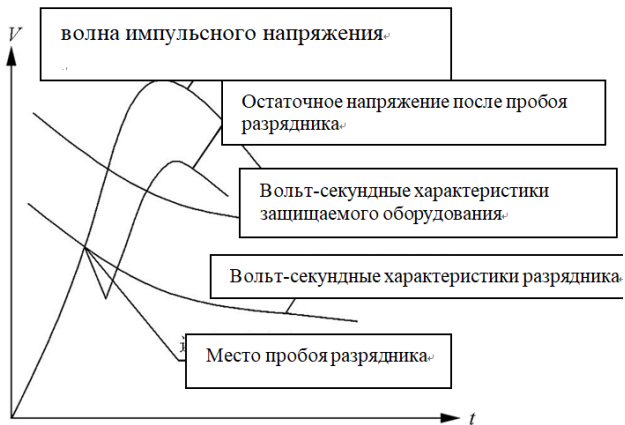 V
волна импульсного напряжения
Остаточное напряжение после пробоя
разрядника
Вольт-секундные характеристики
защищаемого оборудования
Вольт-секундные характеристики разрядника
Место пробоя разрядника
t